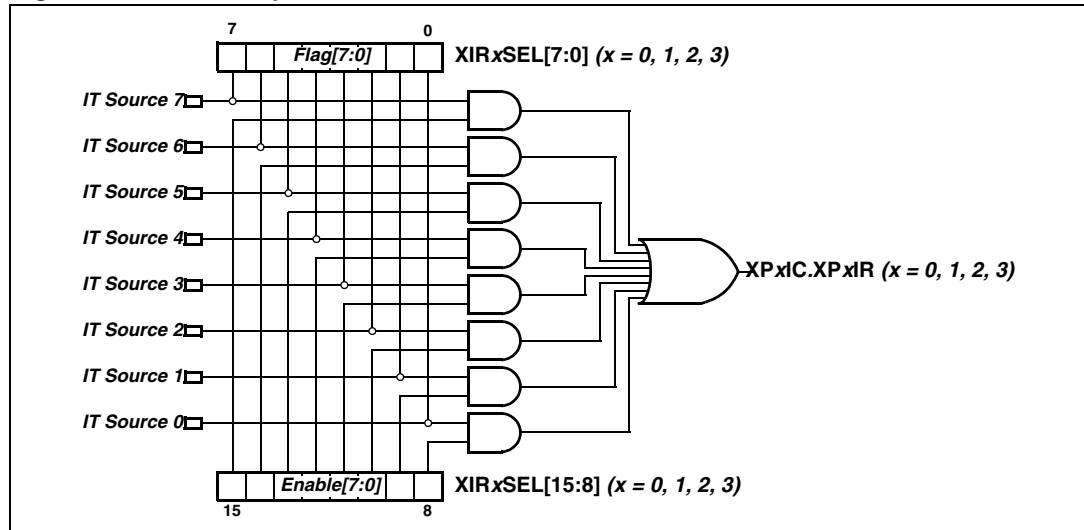 7 0
Flag[7:0] XIRxSEL[7:0] (x = 0, 1, 2, 3)
IT Source 7
IT Source 6
IT Source 5
IT Source 4
XPxIC.XPxIR (x = 0, 1, 2, 3)
IT Source 3
IT Source 2
IT Source 1
IT Source 0
Enable[7:0] XIRxSEL[15:8] (x = 0, 1, 2, 3)
15 8